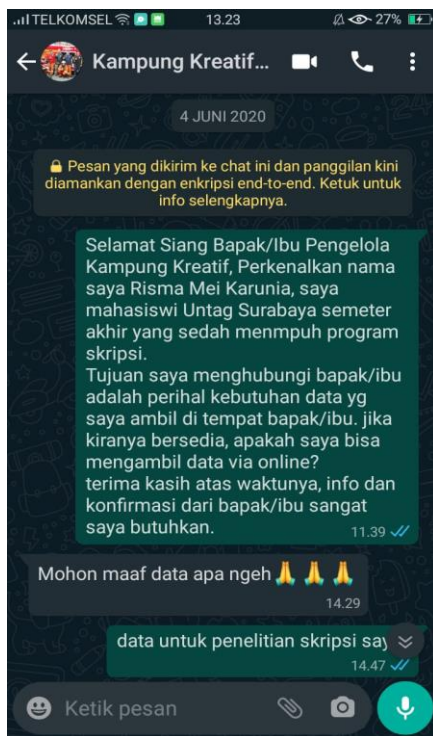 TELKOMSEL 13.23 27%
Kampung Kreatif...
4 JUNI 2020
Pesan yang dikirim ke chat ini dan panggilan kini
diamankan dengan enkripsi end-to-end. Ketuk untuk
info selengkapnya.
Selamat Siang Bapak/Ibu Pengelola
Kampung Kreatif, Perkenalkan nama
saya Risma Mei Karunia, saya
mahasiswi Untag Surabaya semeter
akhir yang sedah menmpuh program
skripsi.
Tujuan saya menghubungi bapak/ibu
adalah perihal kebutuhan data yg
saya ambil di tempat bapak/ibu. jika
kiranya bersedia, apakah saya bisa
mengambil data via online?
terima kasih atas waktunya, info dan
konfirmasi dari bapak/ibu sangat
saya butuhkan.
11.39
Mohon maaf data apa ngeh🙏🙏🙏
14.29
data untuk penelitian skripsi say
14.47
Ketik pesan